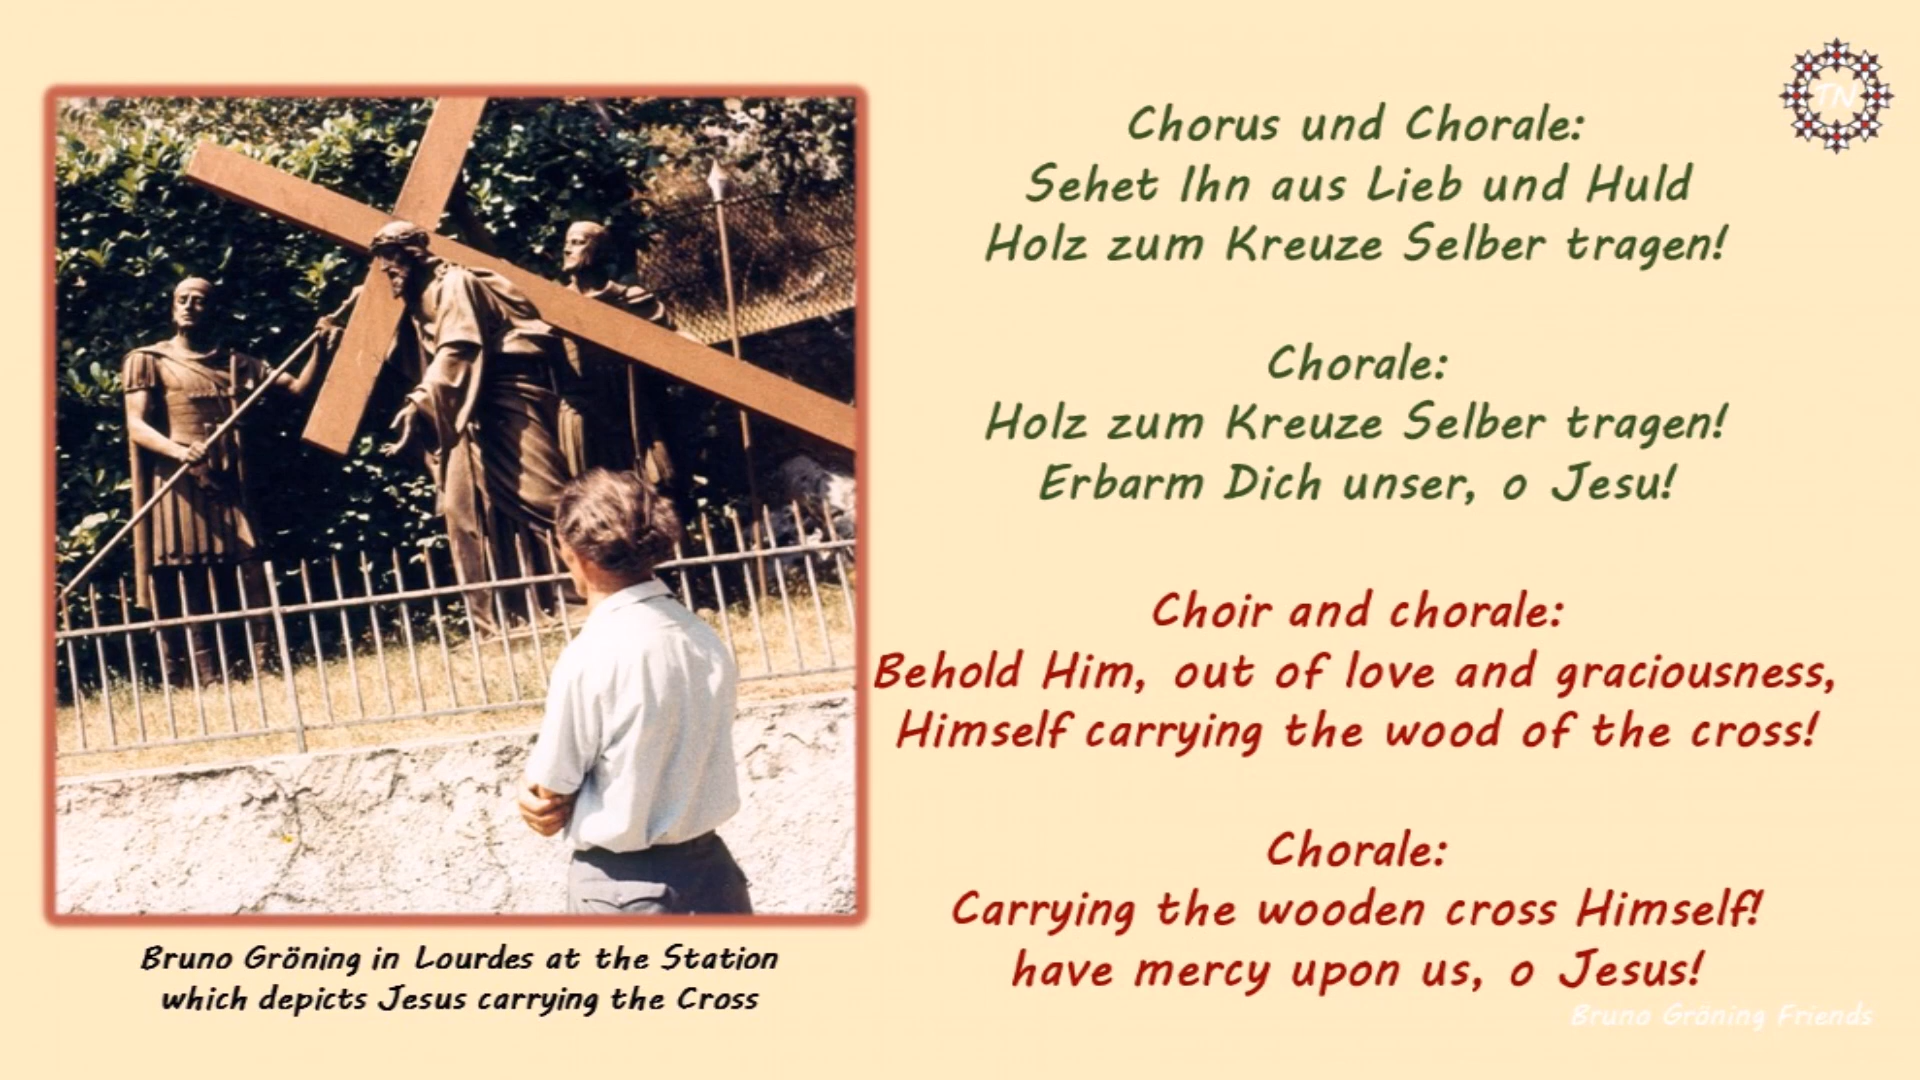 TN
Chorus und Chorale:
Sehet Ihn aus Lieb und Huld
Holz zum Kreuze Selber tragen!
Chorale:
Holz zum Kreuze Selber tragen!
Erbarm Dich unser, o Jesu!
Choir and chorale:
Behold Him, out of love and graciousness,
Himself carrying the wood of the cross!
Chorale:
Carrying the wooden cross Himself!
have mercy upon us, o Jesus!
Bruno Gröning in Lourdes at the Station
which depicts Jesus carrying the Cross
Bruno Gröning Friends